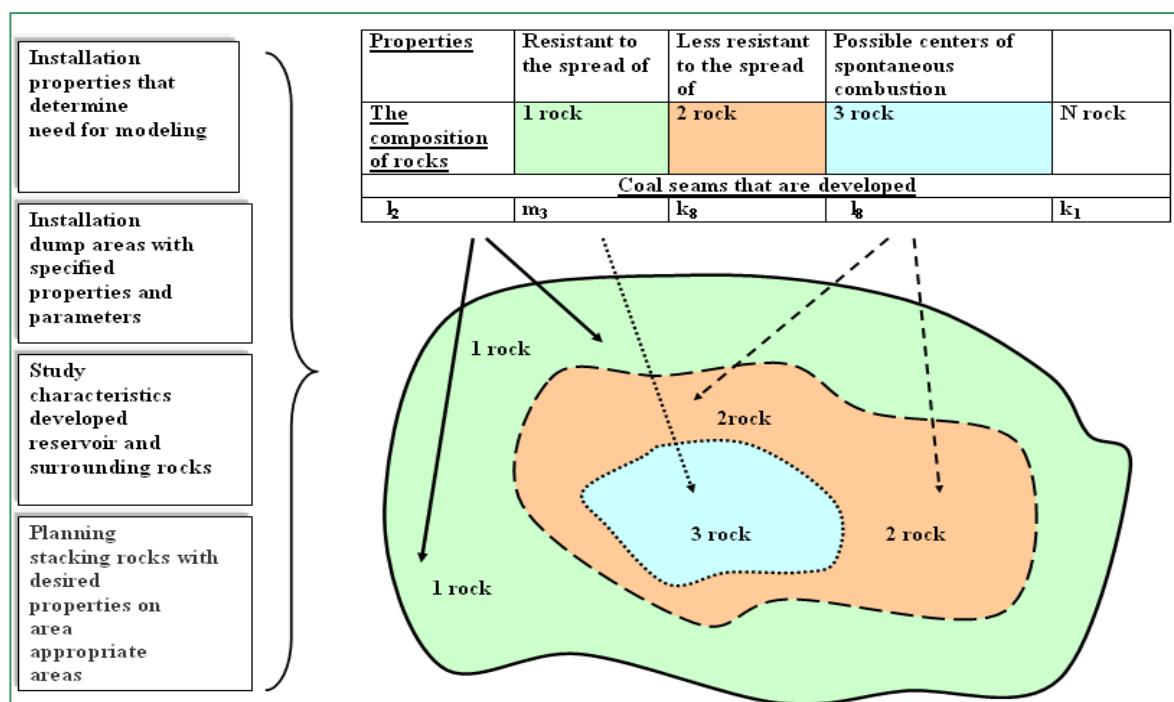 Installation
properties that
determine
need for modeling
Installation
dump areas with
specified
properties and
parameters
Study
characteristics
developed
reservoir and
surrounding rocks
Planning
stacking rocks with
desired
properties on
area
appropriate
areas
Properties
Resistant to
the spread of
Less resistant
to the spread
of
Possible centers of
spontaneous
combustion
The
composition
of rocks
1 rock
2 rock
3 rock
N rock
Coal seams that are developed
l₂
m₃
k₈
l₈
k₁
1 rock
2rock
3 rock
2 rock
1 rock